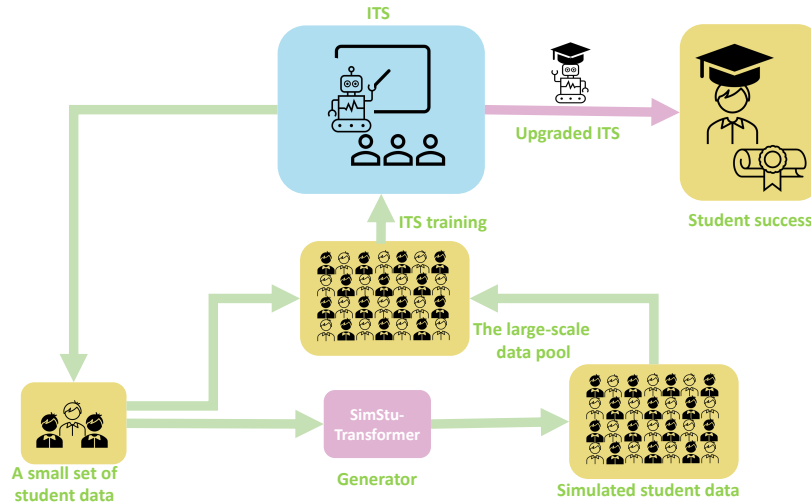 ITS
Upgraded ITS
Student success
ITS training
The large-scale
data pool
SimStu-
Transformer
Generator
A small set of
student data
Simulated student data